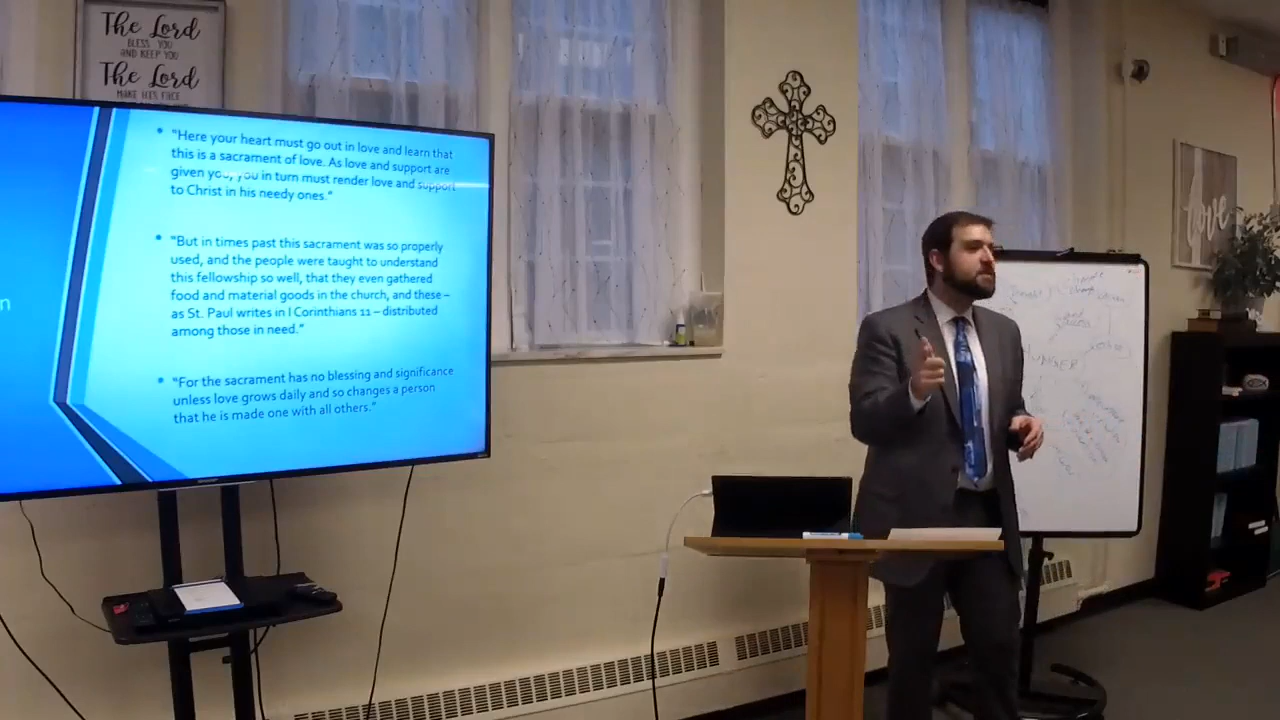 The Lord
BLESS YOU
AND KEEP YOU
The Lord
MAKE HIS FACE
n
• "Here your heart must go out in love and learn that
this is a sacrament of love. As love and support are
given you, you in turn must render love and support
to Christ in his needy ones."
• "But in times past this sacrament was so properly
used, and the people were taught to understand
this fellowship so well, that they even gathered
food and material goods in the church, and these –
as St. Paul writes in I Corinthians 11 – distributed
among those in need."
• "For the sacrament has no blessing and significance
unless love grows daily and so changes a person
that he is made one with all others."
SHARP
love